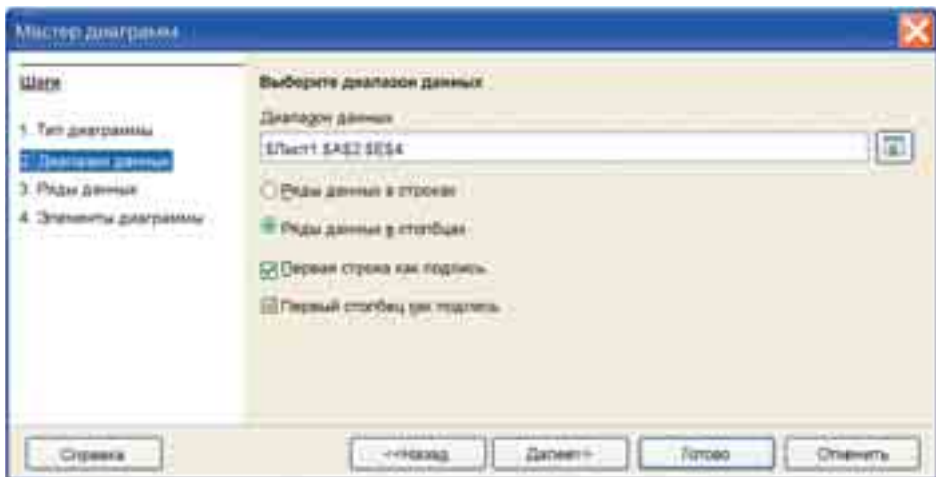 Мастер диаграмм
Шаги
1. Тип диаграммы
2. Диапазон данных
3. Ряды данных
4. Элементы диаграммы
Выберите диапазон данных
Диапазон данных
$Лист1.$A$2:$E$4
Ряды данных в строках
Ряды данных в столбцах
Первая строка как подпись
Первый столбец как подпись
Справка
<<Назад
Далее>>
Готово
Отменить